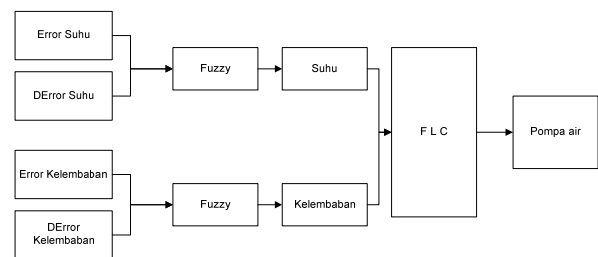 Error Suhu
DError Suhu
Fuzzy
Suhu
F L C
Pompa air
Error Kelembaban
DError
Kelembaban
Fuzzy
Kelembaban